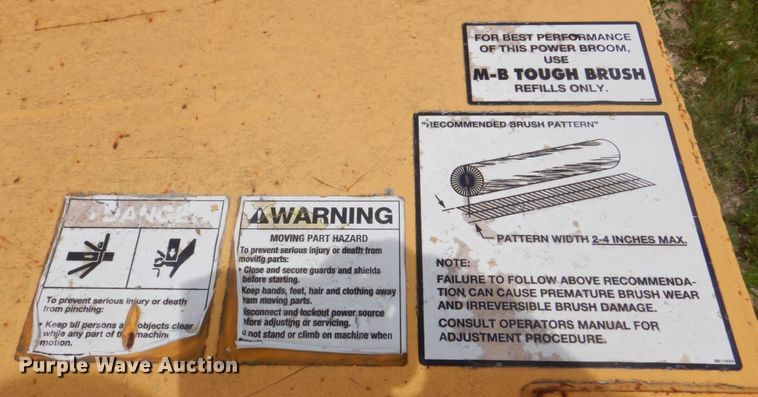 FOR BEST PERFORMANCE
OF THIS POWER BROOM,
USE
M-B TOUGH BRUSH
REFILLS ONLY.
"RECOMMENDED BRUSH PATTERN"
PATTERN WIDTH 2-4 INCHES MAX.
NOTE:
FAILURE TO FOLLOW ABOVE RECOMMENDA-
TION CAN CAUSE PREMATURE BRUSH WEAR
AND IRREVERSIBLE BRUSH DAMAGE.
CONSULT OPERATORS MANUAL FOR
ADJUSTMENT PROCEDURE.
DANGER
To prevent serious injury or death
from pinching:
• Keep all persons objects clear
while any part of machine
motion.
WARNING
MOVING PART HAZARD
To prevent serious injury or death from
moving parts:
• Close and secure guards and shields
before starting.
Keep hands, feet, hair and clothing away
from moving parts.
isconnect and lockout power source
efore adjusting or servicing.
o not stand or climb on machine when
Purple Wave Auction